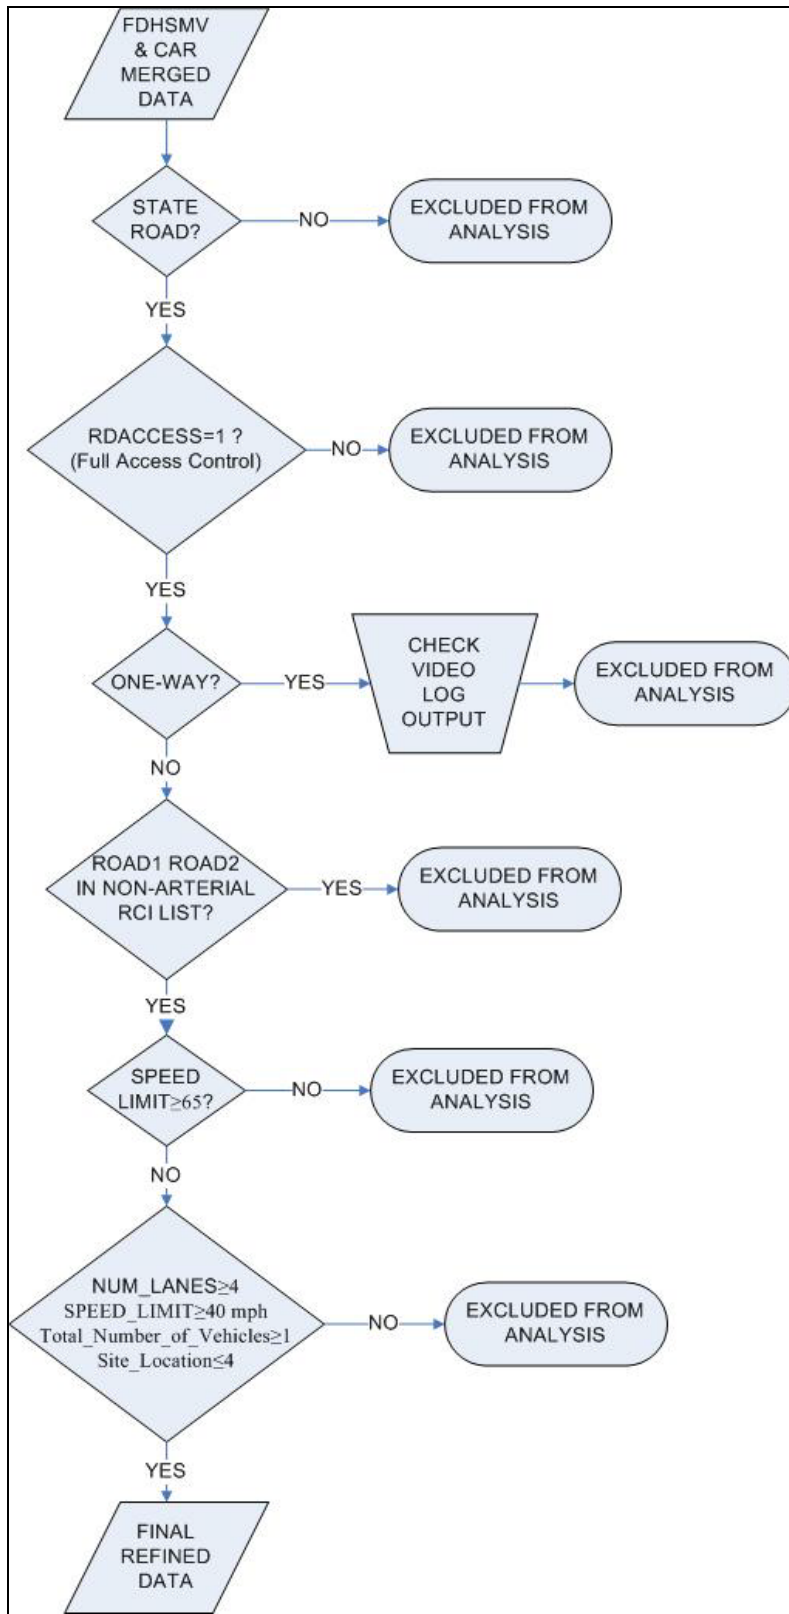 FDHSMV
& CAR
MERGED
DATA
STATE
ROAD?
NO
EXCLUDED FROM
ANALYSIS
YES
RDACCESS=1 ?
(Full Access Control)
NO
EXCLUDED FROM
ANALYSIS
YES
ONE-WAY?
YES
CHECK
VIDEO
LOG
OUTPUT
EXCLUDED FROM
ANALYSIS
NO
ROAD1 ROAD2
IN NON-ARTERIAL
RCI LIST?
YES
EXCLUDED FROM
ANALYSIS
YES
SPEED
LIMIT≥65?
NO
EXCLUDED FROM
ANALYSIS
NO
NUM_LANES≥4
SPEED_LIMIT≥40 mph
Total_Number_of_Vehicles≥1
Site_Location≤4
NO
EXCLUDED FROM
ANALYSIS
YES
FINAL
REFINED
DATA